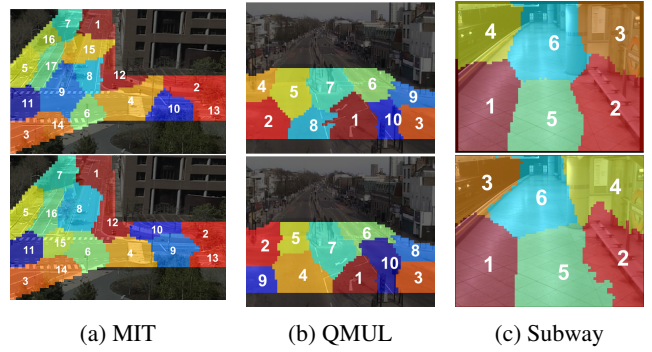 7 1
16 15
5 17 8 12
9 2
11 4 10 13
6
14
3
4 5 7 6
9
2 8 1 10 3
4 6 3
1 5 2
7 1
5 16 8 12
10 2
15
11 6 4 9 13
14
3
2 5 7 6 8
9 4 1 10 3
3 6 4
1 5 2
(a) MIT
(b) QMUL
(c) Subway